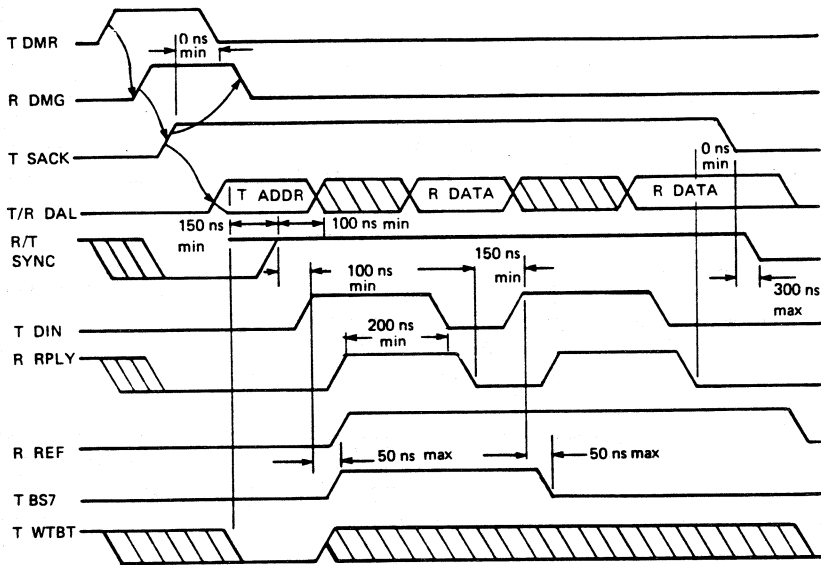 T DMR
0 ns
min
R DMG
T SACK
0 ns
min
T ADDR
R DATA
R DATA
T/R DAL
150 ns
min
100 ns min
R/T
SYNC
100 ns
min
150 ns
min
300 ns
max
T DIN
200 ns
min
R RPLY
R REF
50 ns max
50 ns max
T BS7
T WTBT